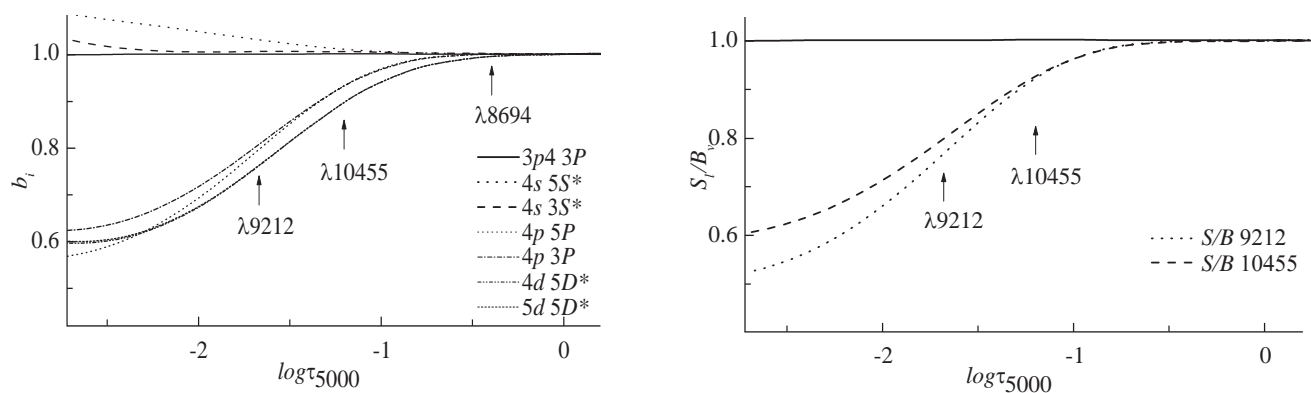 1.0
0.8
0.6
b_i
λ8694
λ10455
λ9212
3p4 3P
4s 5S*
4s 3S*
4p 5P
4p 3P
4d 5D*
5d 5D*
-2 -1 0
logτ5000
1.0
0.8
0.6
S_l/B_ν
λ10455
λ9212
S/B 9212
S/B 10455
-2 -1 0
logτ5000